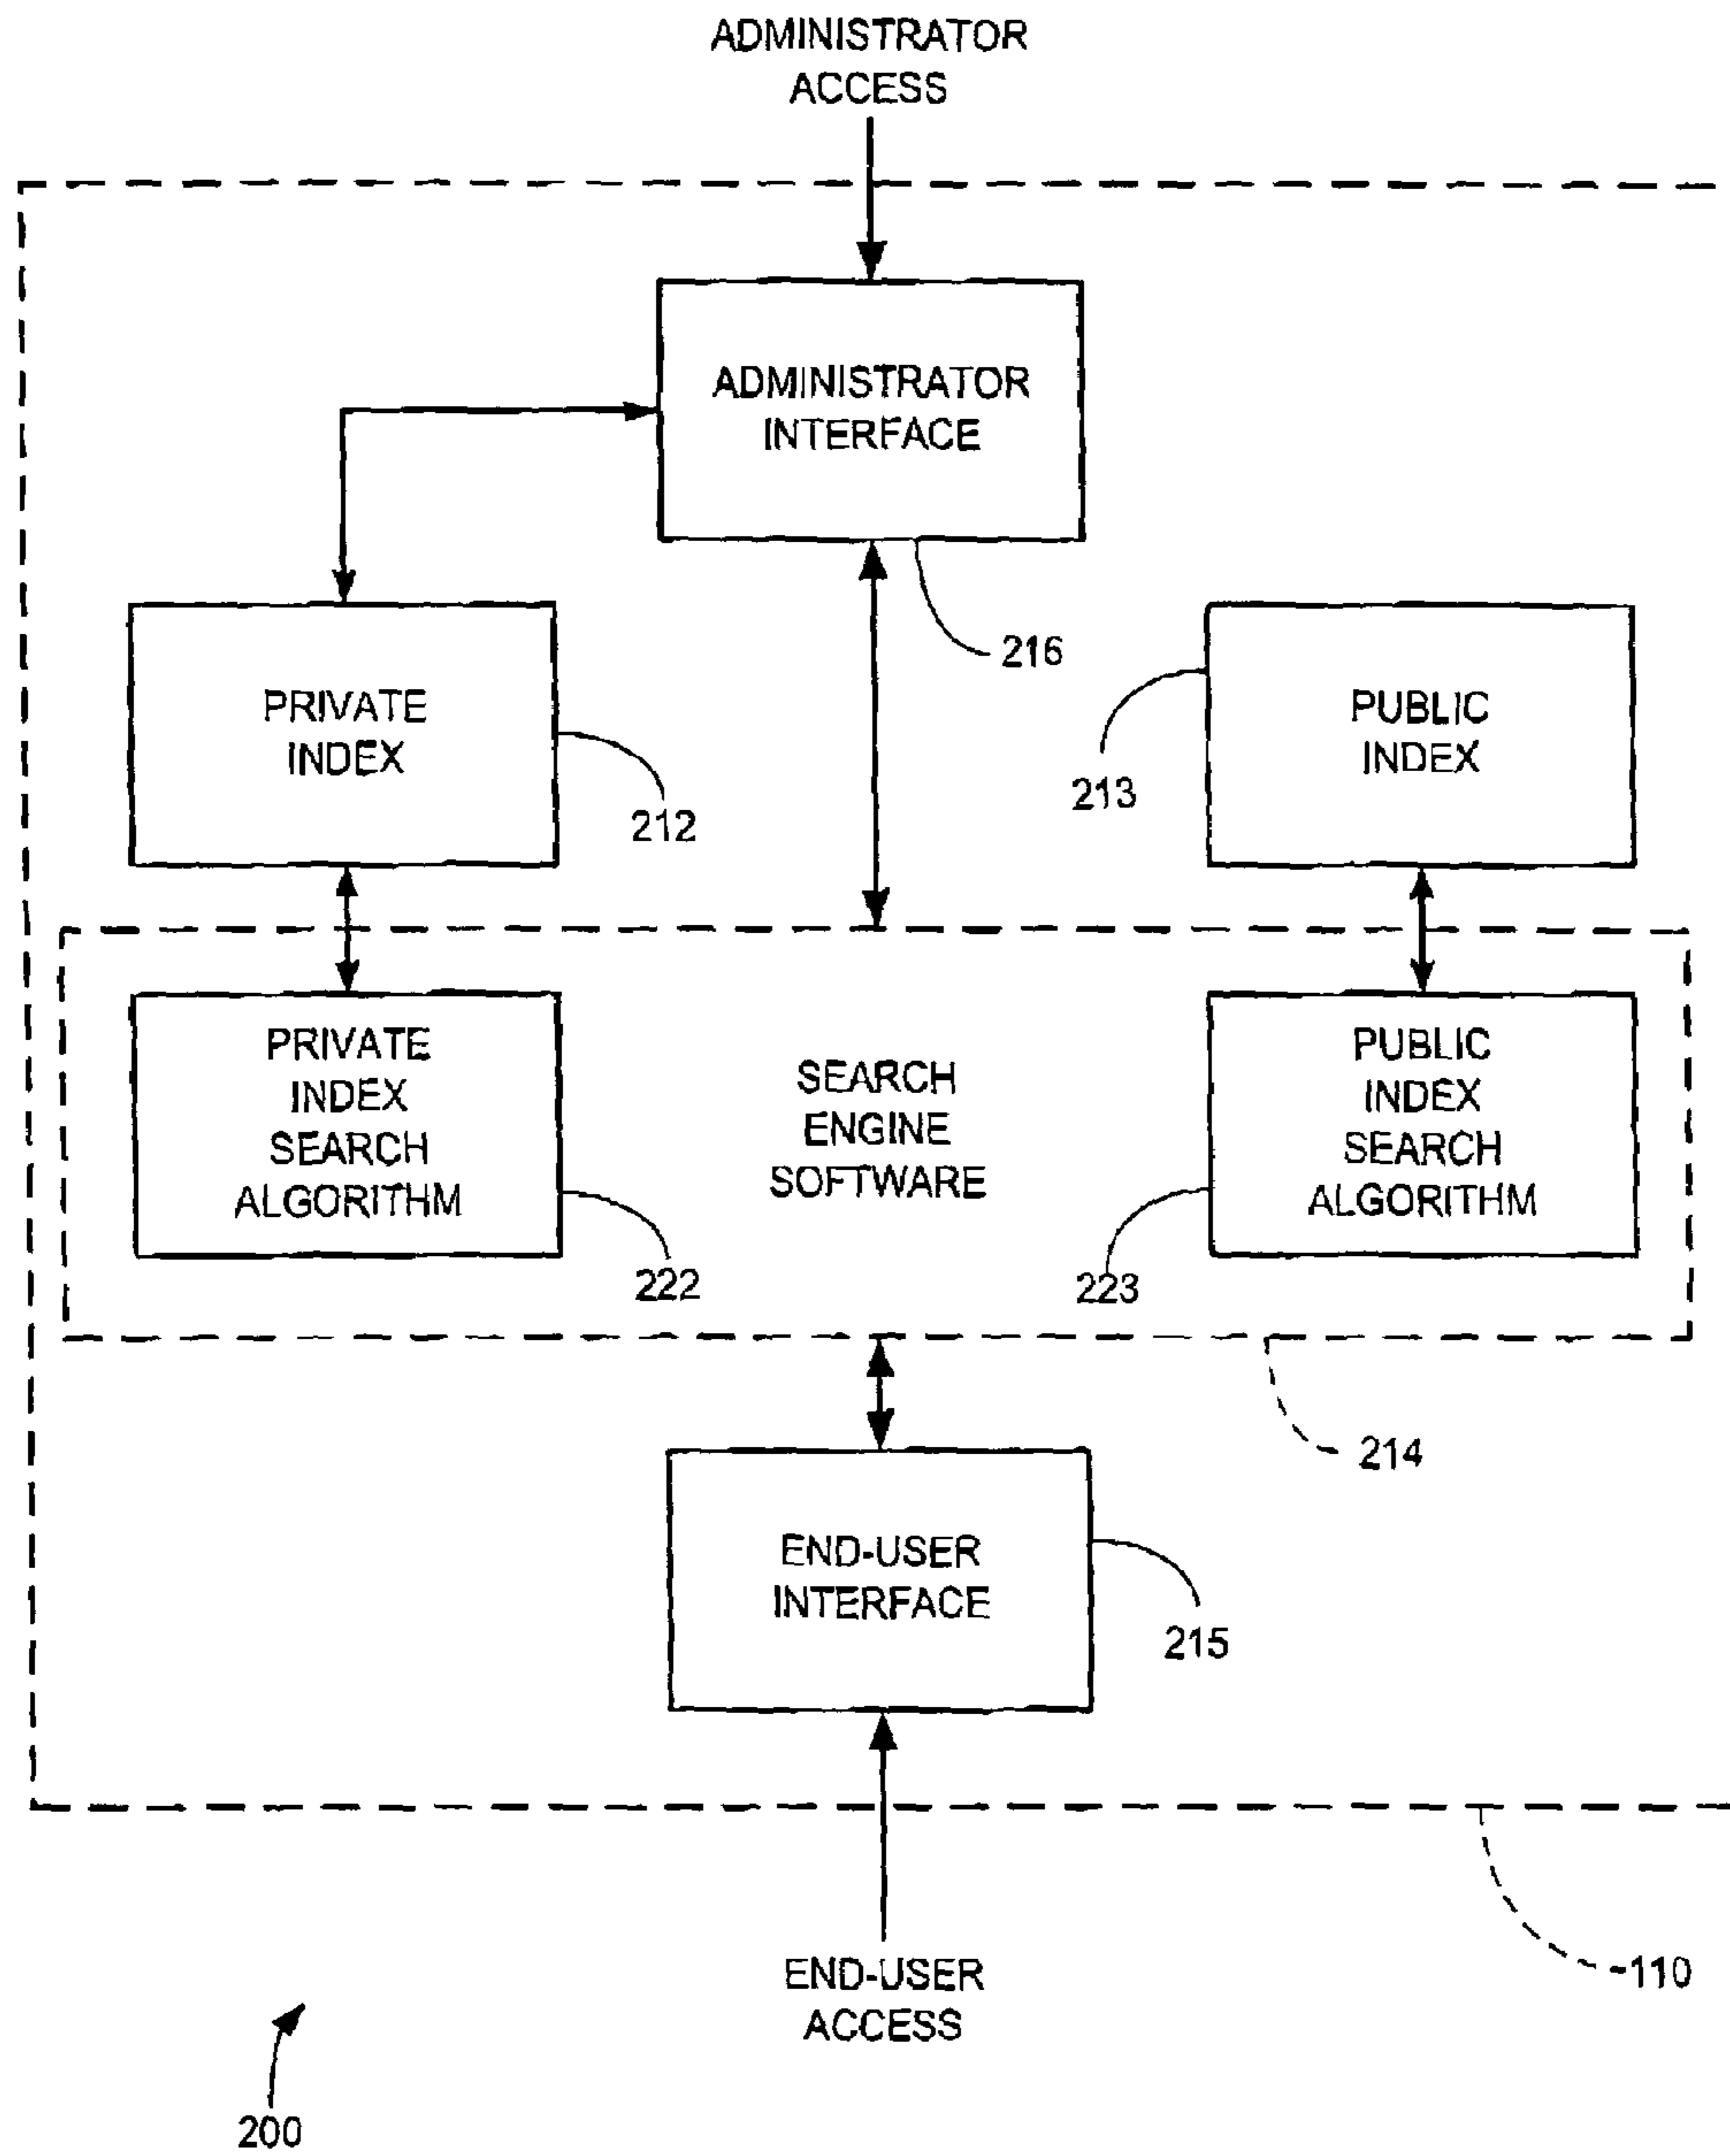 ADMINISTRATOR
ACCESS
ADMINISTRATOR
INTERFACE
216
PRIVATE
INDEX
212
PUBLIC
INDEX
213
PRIVATE
INDEX
SEARCH
ALGORITHM
222
SEARCH
ENGINE
SOFTWARE
PUBLIC
INDEX
SEARCH
ALGORITHM
223
214
END-USER
INTERFACE
215
110
END-USER
ACCESS
200